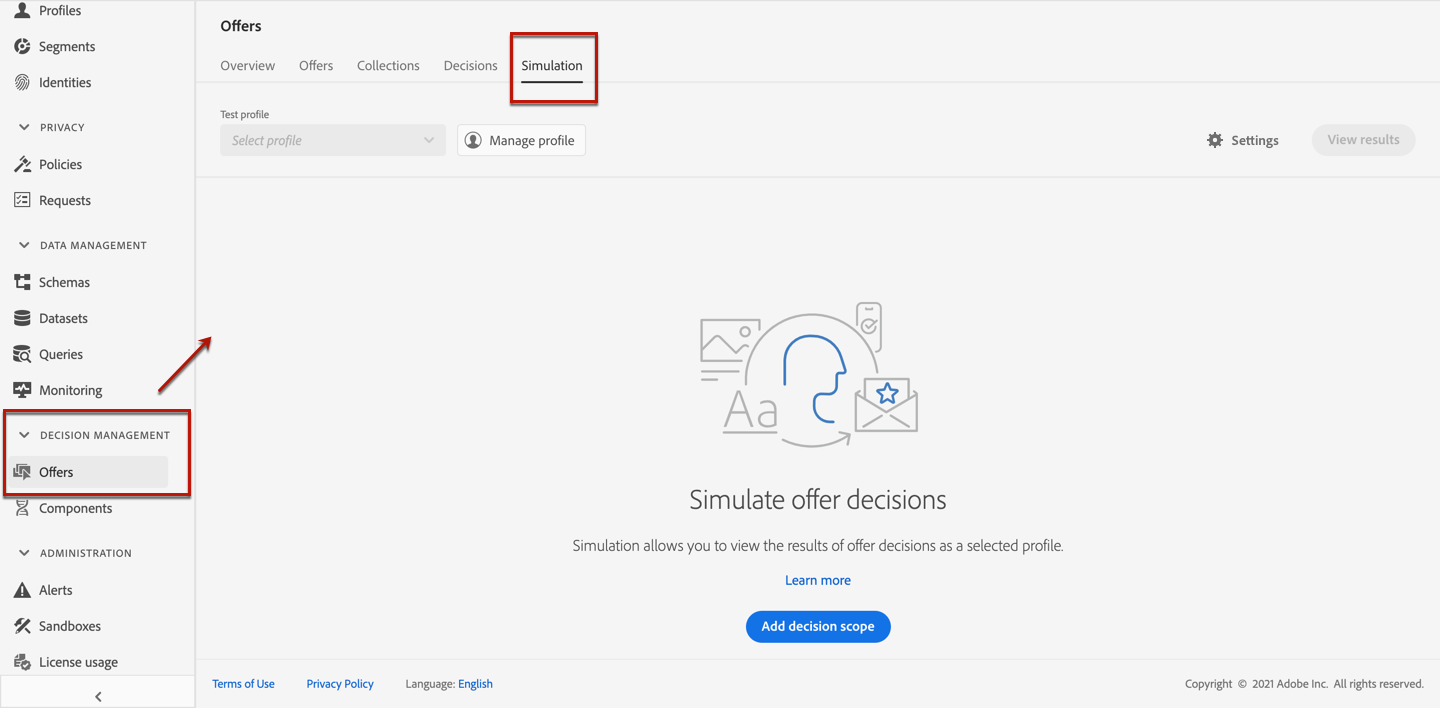 Profiles
Segments
Identities
PRIVACY
Policies
Requests
DATA MANAGEMENT
Schemas
Datasets
Queries
Monitoring
DECISION MANAGEMENT
Offers
Components
ADMINISTRATION
Alerts
Sandboxes
License usage
Offers
Overview Offers Collections Decisions Simulation
Test profile
Select profile Manage profile Settings View results
Aa
Simulate offer decisions
Simulation allows you to view the results of offer decisions as a selected profile.
Learn more
Add decision scope
Terms of Use Privacy Policy Language: English Copyright © 2021 Adobe Inc. All rights reserved.